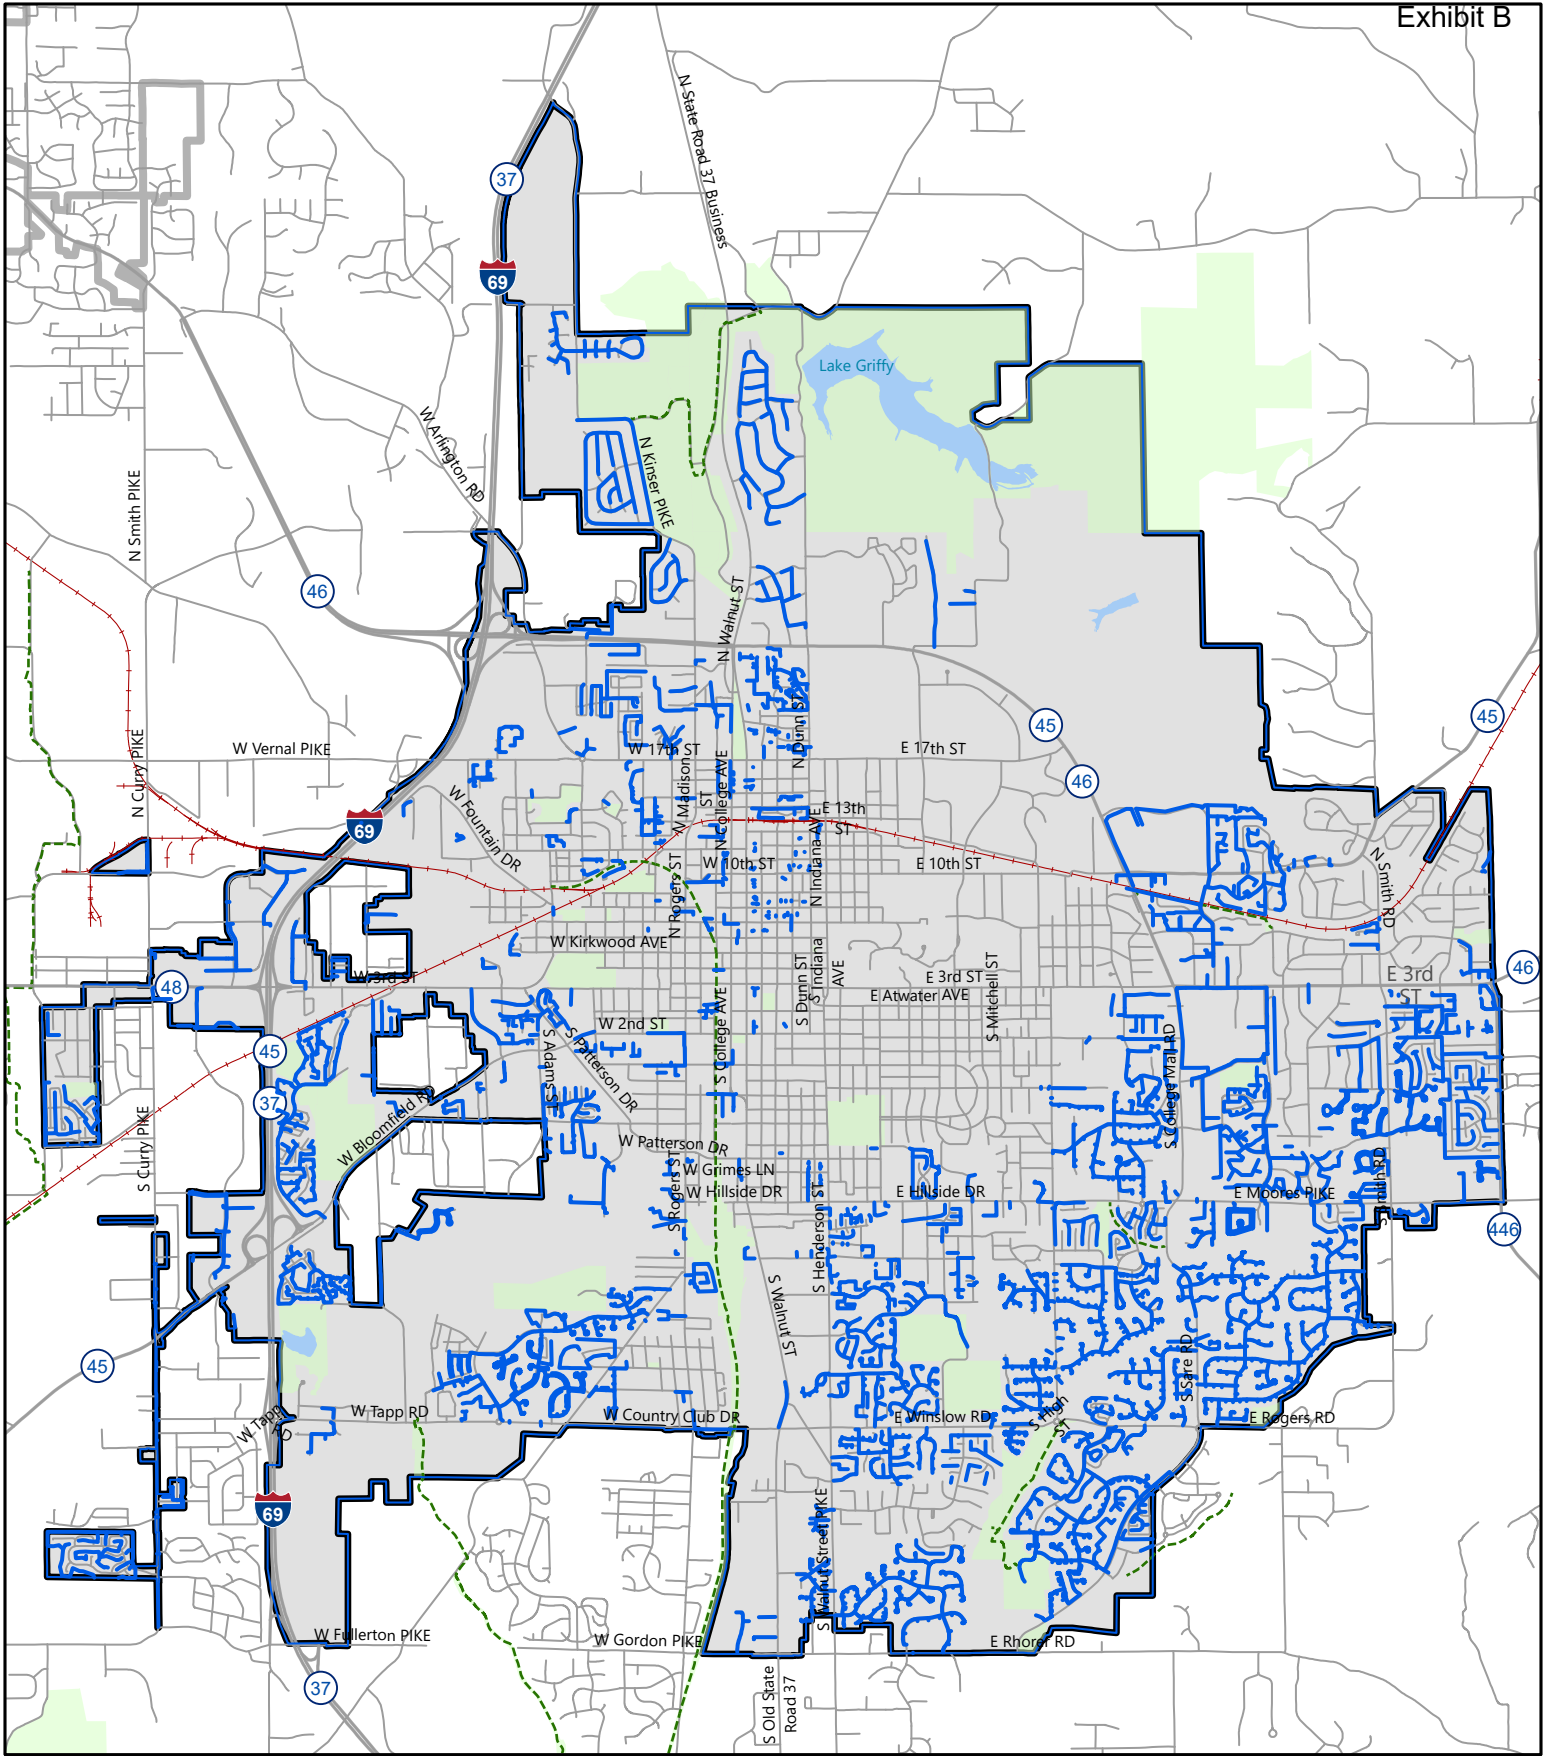 Exhibit B
N State Road 37 Business
37
69
Lake Griffy
W Arlington RD
N Kinser PIKE
N Smith PIKE
46
N Walnut ST
45
45
N Dunn ST
N Curry PIKE
W Vernal PIKE
W 17th ST
E 17th ST
46
N Madison
ST
N College AVE
W Fountain DR
E 13th
ST
69
N Indiana AVE
W 10th ST
E 10th ST
N Smith RD
N Rogers ST
W Kirkwood AVE
S Indiana
AVE
W 3rd ST
E 3rd ST
E 3rd
ST
46
48
E Atwater AVE
S Dunn ST
S Mitchell ST
W 2nd ST
S College AVE
45
S Adams ST
S Patterson DR
S College Mall RD
37
W Bloomfield RD
S Curry PIKE
W Patterson DR
W Grimes LN
S Rogers ST
W Hillside DR
E Hillside DR
E Moores PIKE
S Smith RD
446
S Henderson ST
S Walnut ST
45
S Sare RD
W Tapp RD
W Tapp
RD
W Country Club DR
E Winslow RD
S High
ST
E Rogers RD
69
S Walnut Street PIKE
W Fullerton PIKE
W Gordon PIKE
E Rhorer RD
37
S Old State
Road 37